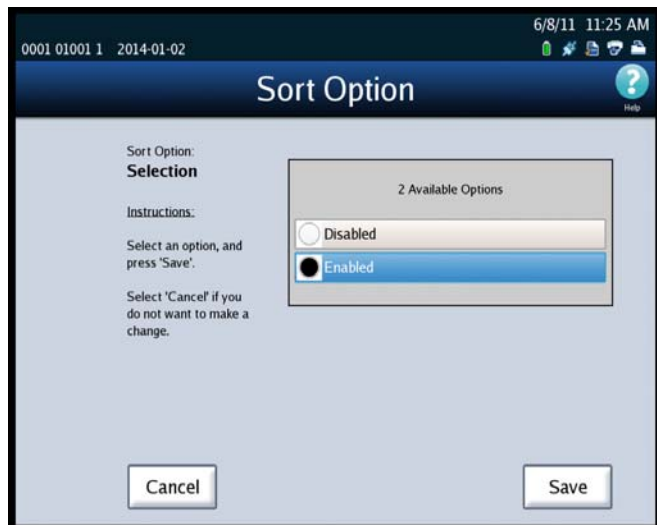 6/8/11 11:25 AM
0001 01001 1 2014-01-02
Sort Option
Help
Sort Option:
Selection
Instructions:
Select an option, and
press 'Save'.
Select 'Cancel' if you
do not want to make a
change.
2 Available Options
Disabled
Enabled
Cancel
Save